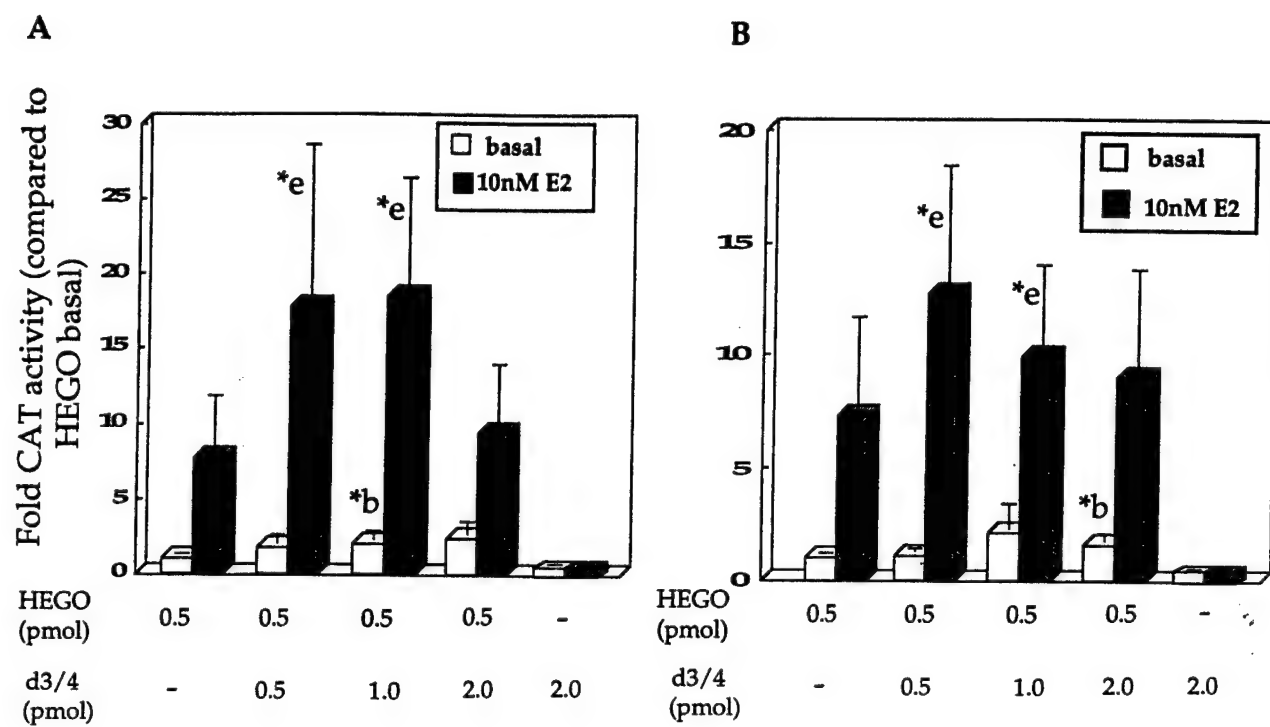 A
B
Fold CAT activity (compared to
HEGO basal)
30
25
20
15
10
5
0
basal
10nM E2
*e
*e
*b
20
15
10
5
0
basal
10nM E2
*e
*e
*b
HEGO
(pmol)
0.5 0.5 0.5 0.5 -
d3/4
(pmol)
- 0.5 1.0 2.0 2.0
HEGO
(pmol)
0.5 0.5 0.5 0.5 -
d3/4
(pmol)
- 0.5 1.0 2.0 2.0